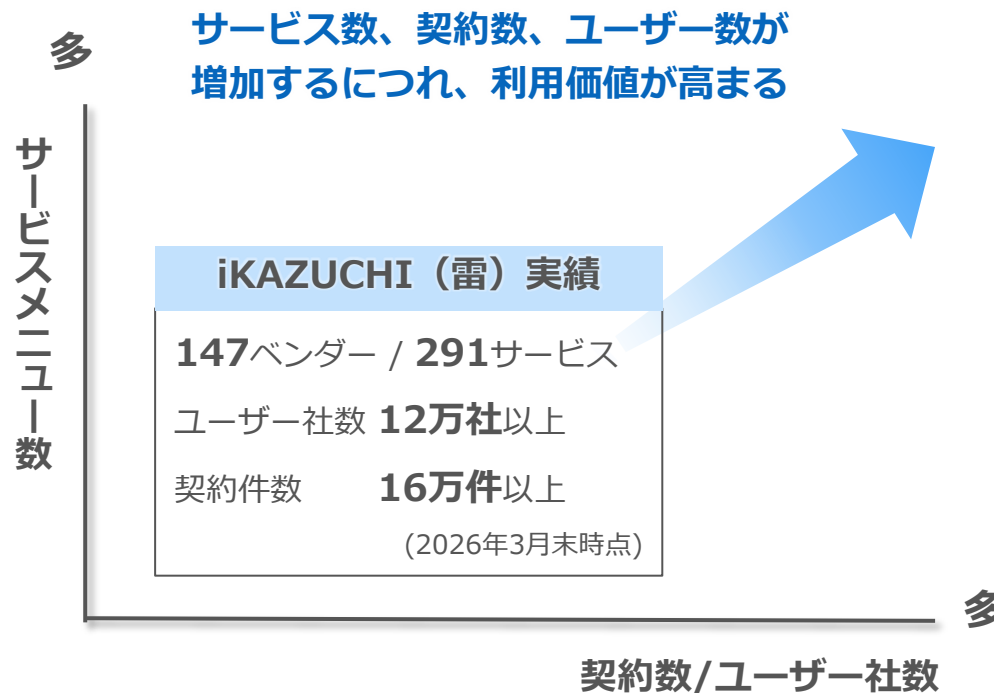 サービス数、契約数、ユーザー数が
増加するにつれ、利用価値が高まる
多
サービスメニュー数
iKAZUCHI（雷）実績
147ベンダー / 291サービス
ユーザー社数 12万社以上
契約件数 16万件以上
(2026年3月末時点)
多
契約数/ユーザー社数